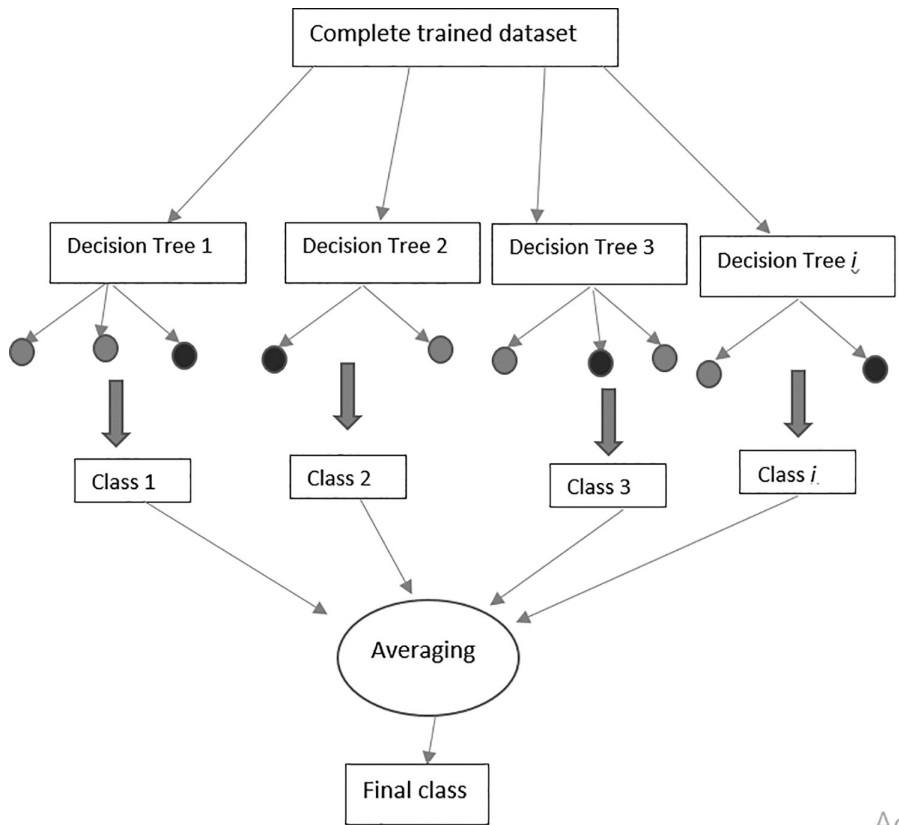 Complete trained dataset
Decision Tree 1
Decision Tree 2
Decision Tree 3
Decision Tree i
Class 1
Class 2
Class 3
Class i
Averaging
Final class